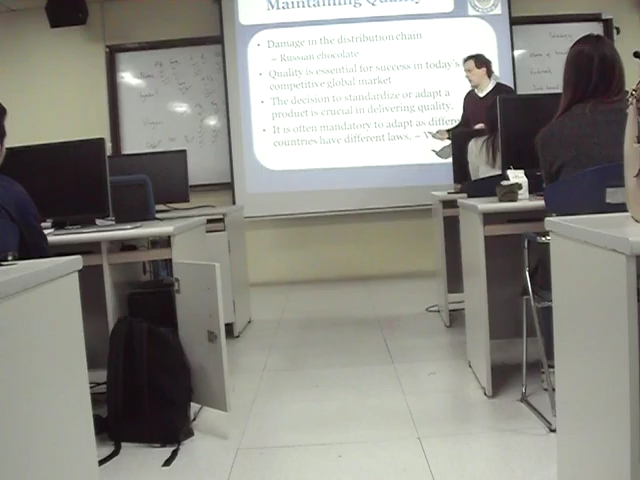 Maintaining Quality
• Damage in the distribution chain
– Russian chocolate
• Quality is essential for success in today's
competitive global market
• The decision to standardize or adapt a
product is crucial in delivering quality.
• It is often mandatory to adapt as
countries have different laws. –